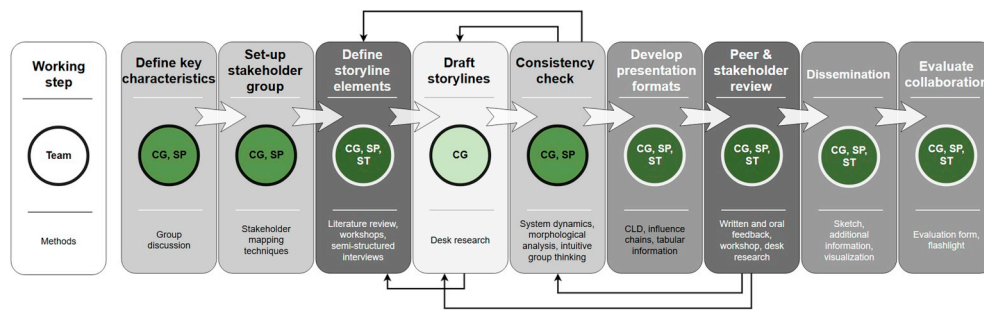 Working
step
Team
Methods
Define key
characteristics
CG, SP
Group
discussion
Set-up
stakeholder
group
CG, SP
Stakeholder
mapping
techniques
Define
storyline
elements
CG, SP,
ST
Literature review,
workshops,
semi-structured
interviews
Draft
storylines
CG
Desk research
Consistency
check
CG, SP
System dynamics,
morphological
analysis, intuitive
group thinking
Develop
presentation
formats
CG, SP,
ST
CLD, influence
chains, tabular
information
Peer &
stakeholder
review
CG, SP,
ST
Written and oral
feedback,
workshop, desk
research
Dissemination
CG, SP,
ST
Sketch,
additional
information,
visualization
Evaluate
collaboration
CG, SP,
ST
Evaluation form,
flashlight